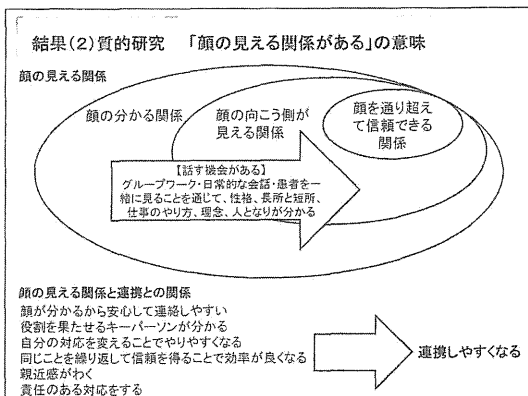 結果(2)質的研究 「顔の見える関係がある」の意味
顔の見える関係
顔の分かる関係
顔の向こう側が
見える関係
顔を通り超え
て信頼できる
関係
【話す機会がある】
グループワーク・日常的な会話・患者を一
緒に見ることを通じて、性格、長所と短所、
仕事のやり方、理念、人となりが分かる
顔の見える関係と連携との関係
顔が分かるから安心して連絡しやすい
役割を果たせるキーパーソンが分かる
自分の対応を変えることでやりやすくなる
同じことを繰り返して信頼を得ることで効率が良くなる
親近感がわく
責任のある対応をする
連携しやすくなる